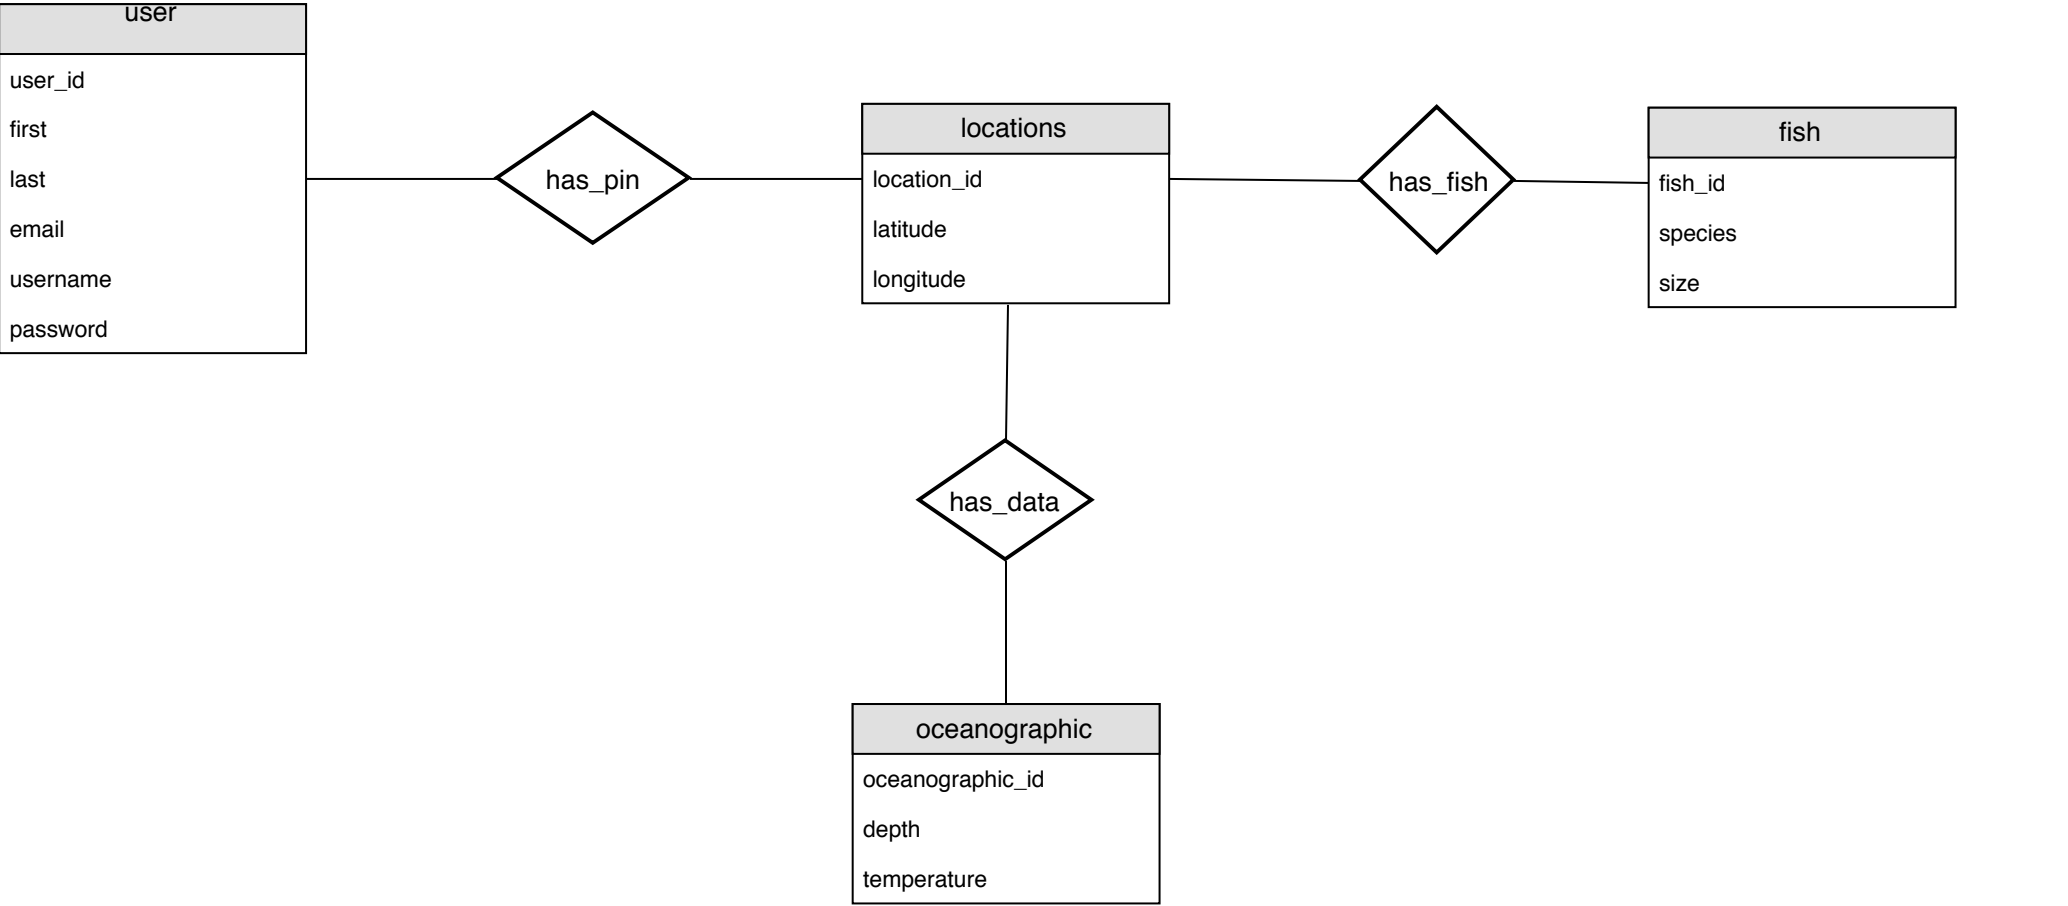 user
user_id
first
last
email
username
password
has_pin
locations
location_id
latitude
longitude
has_fish
fish
fish_id
species
size
has_data
oceanographic
oceanographic_id
depth
temperature